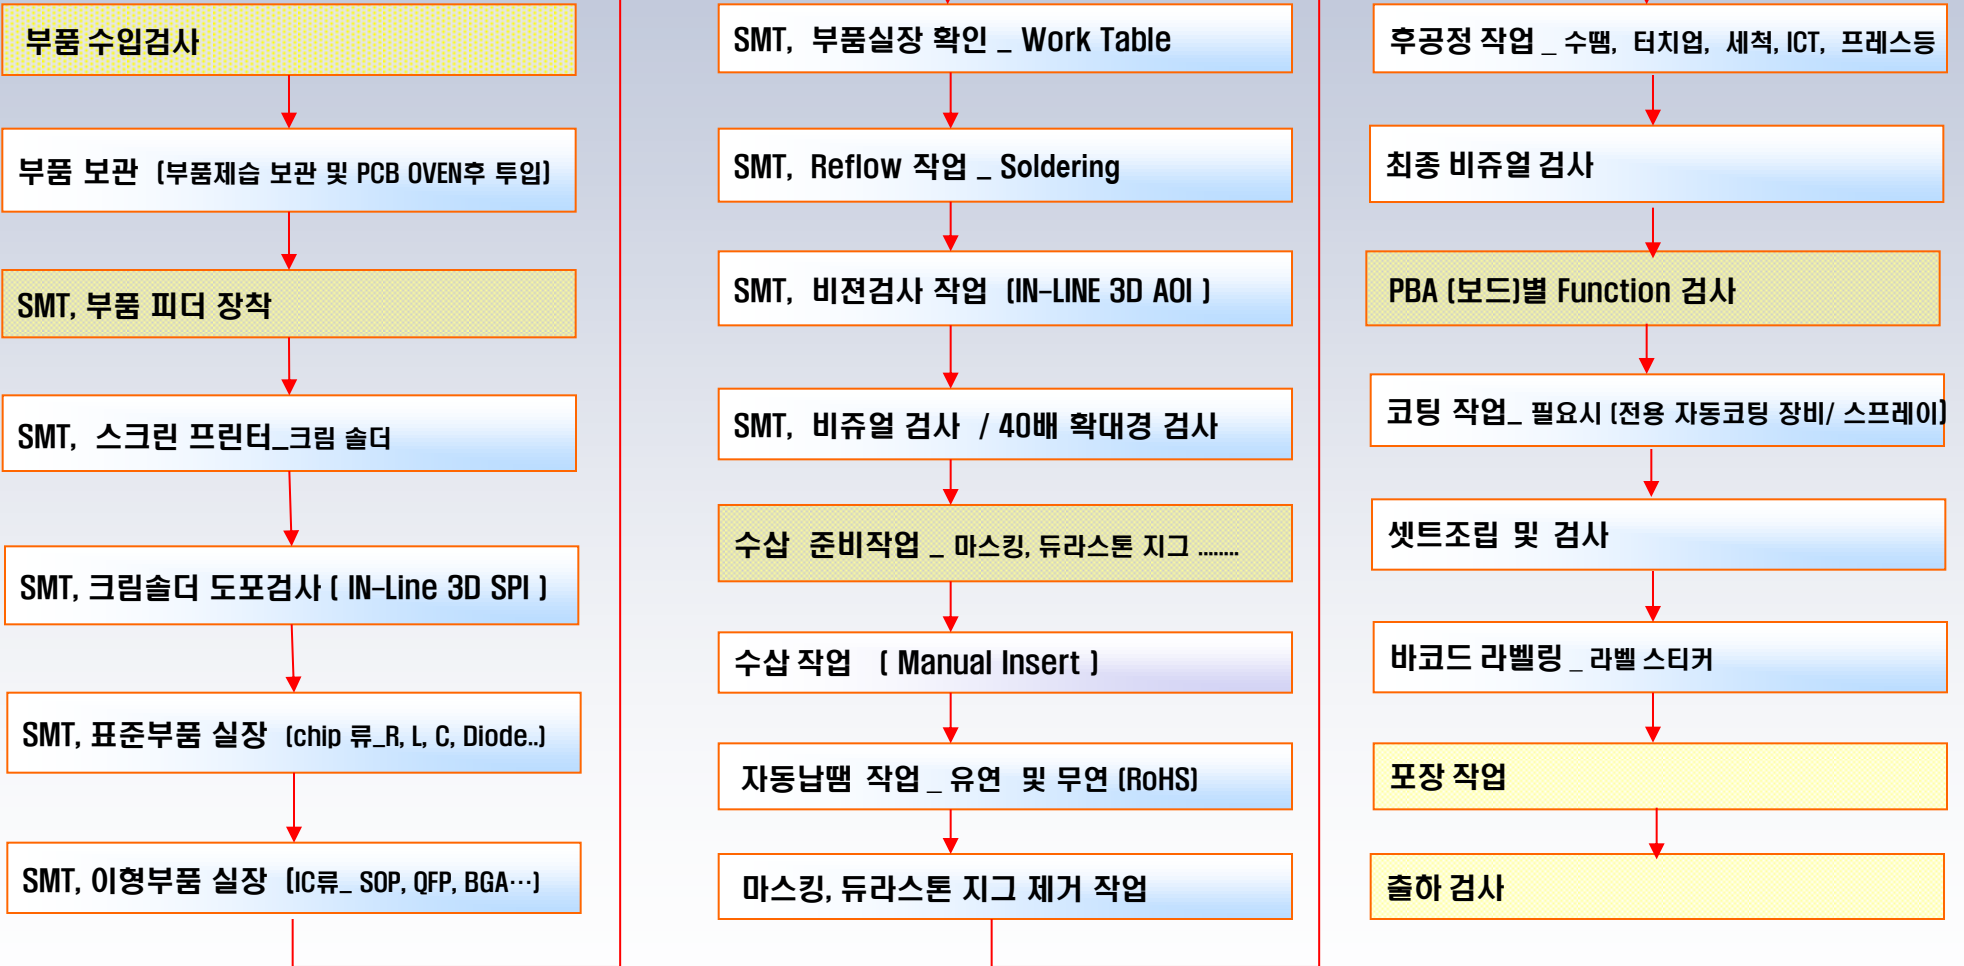 부품 수입검사
부품 보관 (부품제습 보관 및 PCB OVEN후 투입)
SMT, 부품 피더 장착
SMT, 스크린 프린터_크림 솔더
SMT, 크림솔더 도포검사 ( IN-Line 3D SPI )
SMT, 표준부품 실장 (chip 류_R, L, C, Diode..)
SMT, 이형부품 실장 (IC류_ SOP, QFP, BGA…)
SMT, 부품실장 확인 _ Work Table
SMT, Reflow 작업 _ Soldering
SMT, 비젼검사 작업 (IN-LINE 3D AOI )
SMT, 비쥬얼 검사 / 40배 확대경 검사
수삽 준비작업 _ 마스킹, 듀라스톤 지그 ........
수삽 작업 ( Manual Insert )
자동납땜 작업 _ 유연 및 무연 (RoHS)
마스킹, 듀라스톤 지그 제거 작업
후공정 작업 _ 수땜, 터치업, 세척, ICT, 프레스등
최종 비쥬얼 검사
PBA (보드)별 Function 검사
코팅 작업_ 필요시 (전용 자동코팅 장비/ 스프레이)
셋트조립 및 검사
바코드 라벨링 _ 라벨 스티커
포장 작업
출하 검사